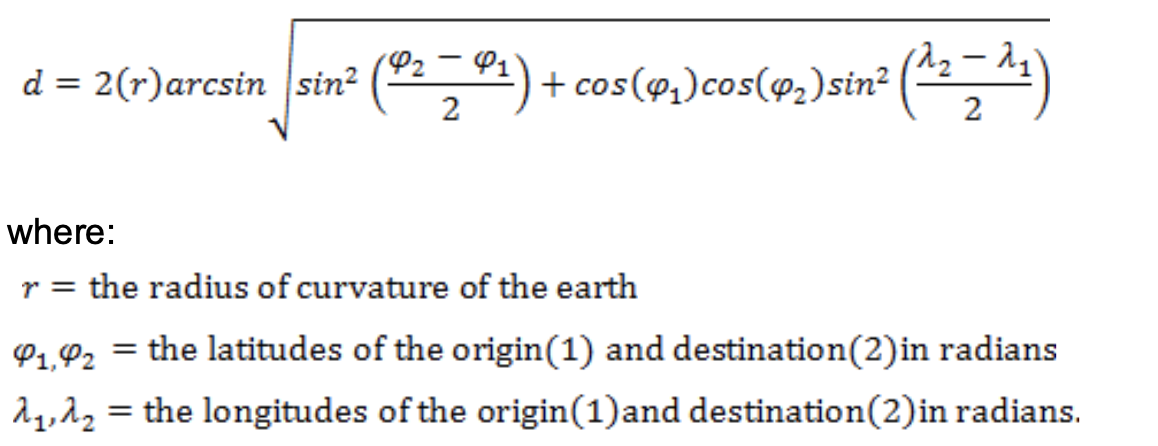 d = 2(r)arcsin √(sin² ((φ₂ − φ₁)/2) + cos(φ₁)cos(φ₂)sin² ((λ₂ − λ₁)/2))
where:
r = the radius of curvature of the earth
φ₁,φ₂ = the latitudes of the origin(1) and destination(2)in radians
λ₁,λ₂ = the longitudes of the origin(1)and destination(2)in radians.